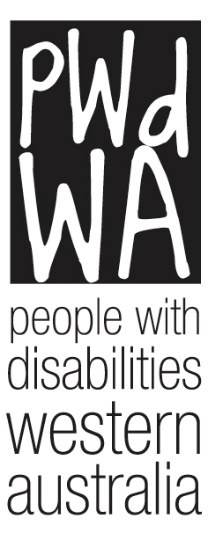 PWd
WA
people with
disabilities
western
australia